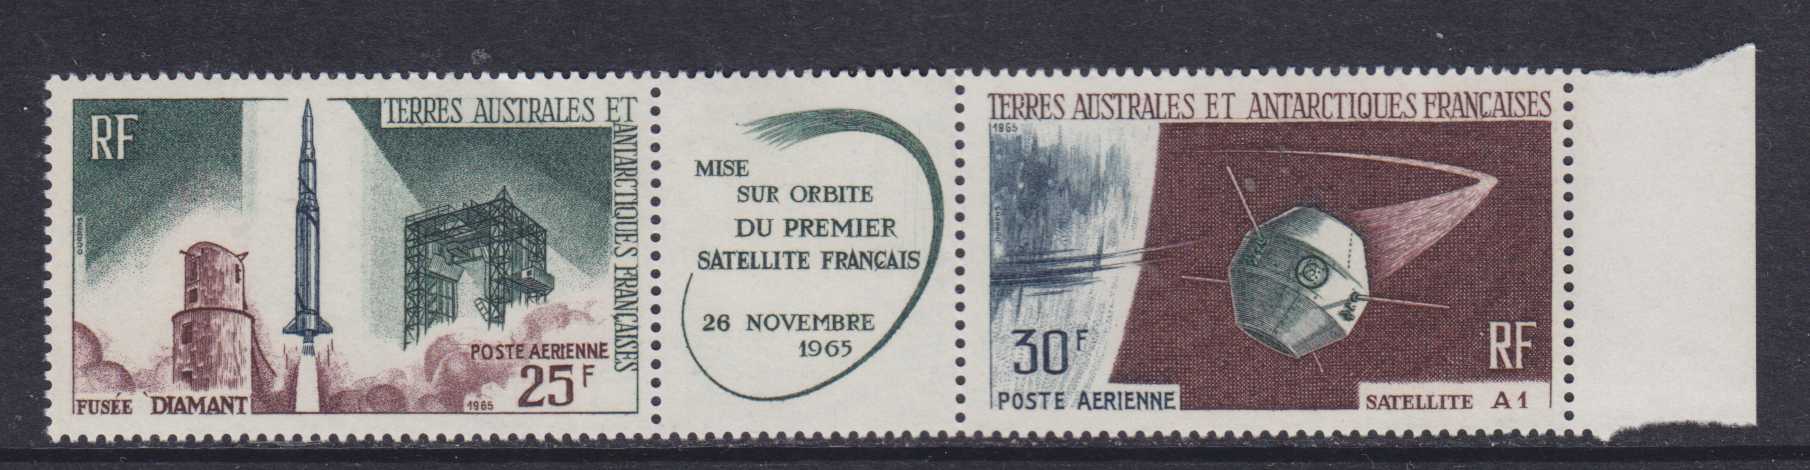 RF
TERRES AUSTRALES ET
ANTARCTIQUES FRANÇAISES
POSTE AERIENNE
25F
FUSÉE DIAMANT
1965
MISE
SUR ORBITE
DU PREMIER
SATELLITE FRANÇAIS
26 NOVEMBRE
1965
TERRES AUSTRALES ET ANTARCTIQUES FRANÇAISES
1965
30F
RF
POSTE AERIENNE
SATELLITE A1